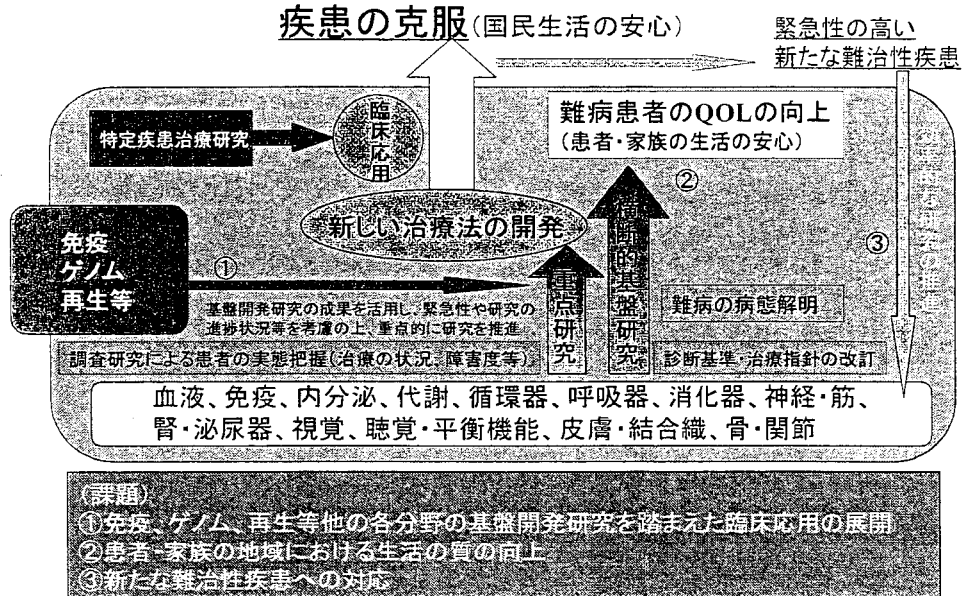 疾患の克服(国民生活の安心)
緊急性の高い
新たな難治性疾患
特定疾患治療研究
臨床応用
難病患者のQOLの向上
(患者・家族の生活の安心)
②
新しい治療法の開発
免疫
ゲノム
再生等
①
③
基盤開発研究の成果を活用し、緊急性や研究の
進捗状況等を考慮の上、重点的に研究を推進
重点研究
横断的基盤研究
難病の病態解明
調査研究による患者の実態把握(治療の状況、障害度等)
診断基準・治療指針の改訂
的な研究の推進
血液、免疫、内分泌、代謝、循環器、呼吸器、消化器、神経・筋、
腎・泌尿器、視覚、聴覚・平衡機能、皮膚・結合織、骨・関節
(課題)
①免疫、ゲノム、再生等他の各分野の基盤開発研究を踏まえた臨床応用の展開
②患者・家族の地域における生活の質の向上
③新たな難治性疾患への対応